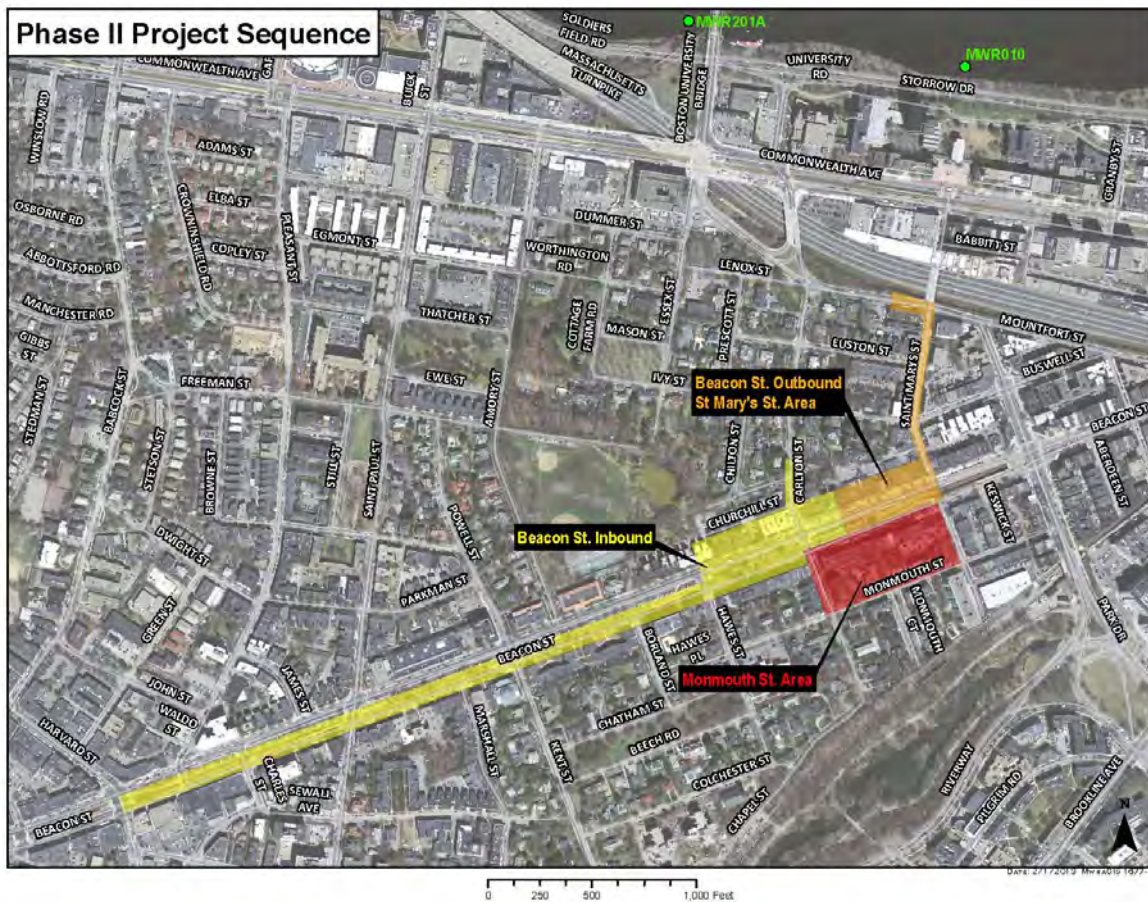 Phase II Project Sequence
MWR201A
MWR010
SOLDIERS
FIELD RD
MASSACHUSETTS
TURNPIKE
BOSTON UNIVERSITY
BRIDGE
UNIVERSITY
RD
STORROW DR
COMMONWEALTH AVE
BUICK
ST
WINSLOW RD
ADAMS ST
COMMONWEALTH AVE
GRANBY ST
ELBA ST
CROWNINSHIELD RD
OSBORNE RD
PLEASANT ST
EGMONT ST
DUMMER ST
BABBITT ST
COPLEY ST
WORTHINGTON
RD
ABBOTTSFORD RD
LENOX ST
MANCHESTER RD
THATCHER ST
COTTAGE
FARM RD
MASON ST
ESSEX ST
PRESCOTT ST
EUSTON ST
SAINT MARYS ST
MOUNTFORT ST
BUSWELL ST
GIBBS
ST
STEDMAN ST
BABCOCK ST
FREEMAN ST
EWE ST
AMORY ST
IVY ST
Beacon St. Outbound
St Mary's St. Area
BEACON ST
STETSON ST
BROWNE ST
STILL ST
SAINT PAUL ST
CHILTON ST
CARLTON ST
ABERDEEN ST
POWELL ST
CHURCHILL ST
KESWICK ST
DWIGHT ST
Beacon St. Inbound
PARKMAN ST
MONMOUTH ST
GREEN ST
MONMOUTH
CT
PARK DR
BEACON ST
BORLAND ST
HAWES
PL
HAWES ST
Monmouth St. Area
JOHN ST
WALDO
ST
JAMES ST
HARVARD ST
MARSHALL ST
KENT ST
CHATHAM ST
BEECH RD
COLCHESTER ST
CHAPEL ST
RIVERWAY
PILGRIM RD
BROOKLINE AVE
CHARLES
ST
SEWALL
AVE
BEACON ST
N
0 250 500 1,000 Feet